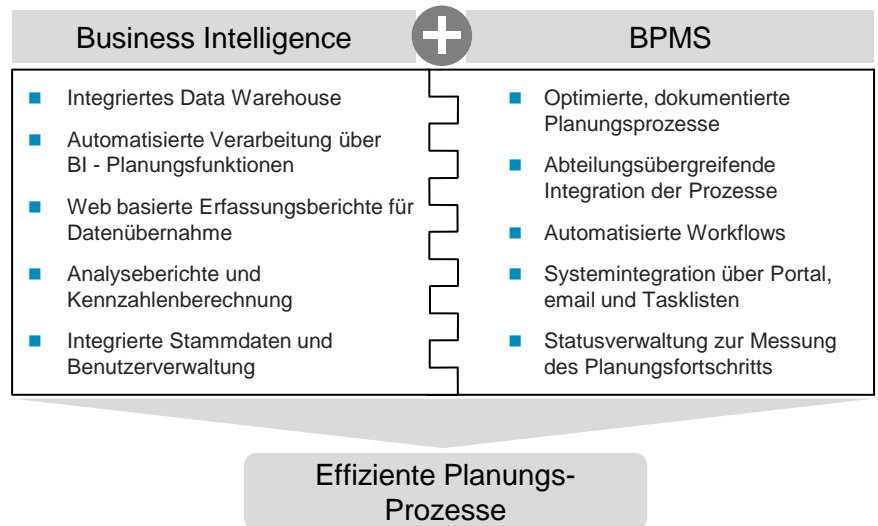 Business Intelligence
BPMS
Integriertes Data Warehouse
Automatisierte Verarbeitung über
BI - Planungsfunktionen
Web basierte Erfassungsberichte für
Datenübernahme
Analyseberichte und
Kennzahlenberechnung
Integrierte Stammdaten und
Benutzerverwaltung
Optimierte, dokumentierte
Planungsprozesse
Abteilungsübergreifende
Integration der Prozesse
Automatisierte Workflows
Systemintegration über Portal,
email und Tasklisten
Statusverwaltung zur Messung
des Planungsfortschritts
Effiziente Planungs-
Prozesse